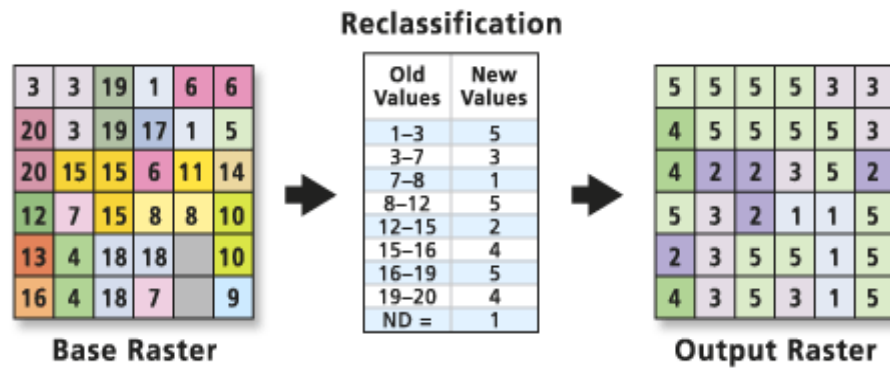 Reclassification
3 3 19 1 6 6
20 3 19 17 1 5
20 15 15 6 11 14
12 7 15 8 8 10
13 4 18 18 10
16 4 18 7 9
Base Raster
Old Values New Values
1–3 5
3–7 3
7–8 1
8–12 5
12–15 2
15–16 4
16–19 5
19–20 4
ND = 1
5 5 5 5 3 3
4 5 5 5 5 3
4 2 2 3 5 2
5 3 2 1 1 5
2 3 5 5 1 5
4 3 5 3 1 5
Output Raster